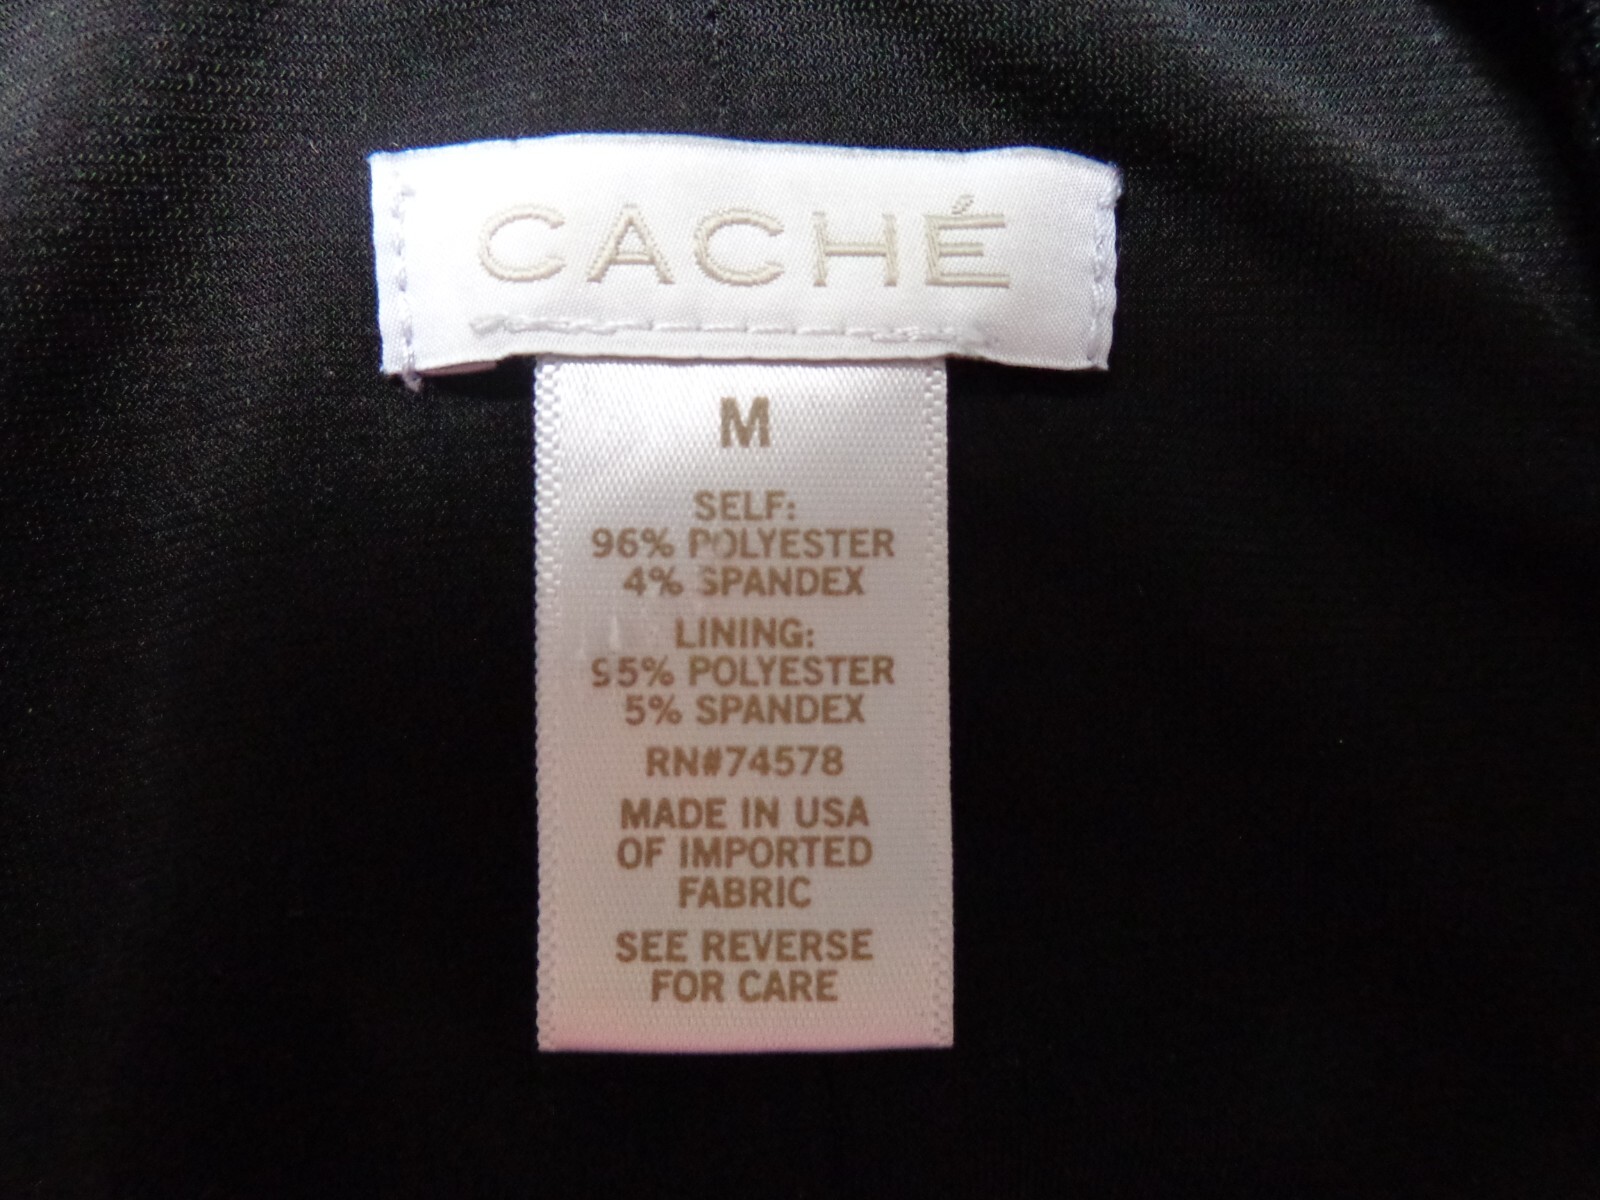 CACHÉ
M
SELF:
96% POLYESTER
4% SPANDEX
LINING:
95% POLYESTER
5% SPANDEX
RN#74578
MADE IN USA
OF IMPORTED
FABRIC
SEE REVERSE
FOR CARE